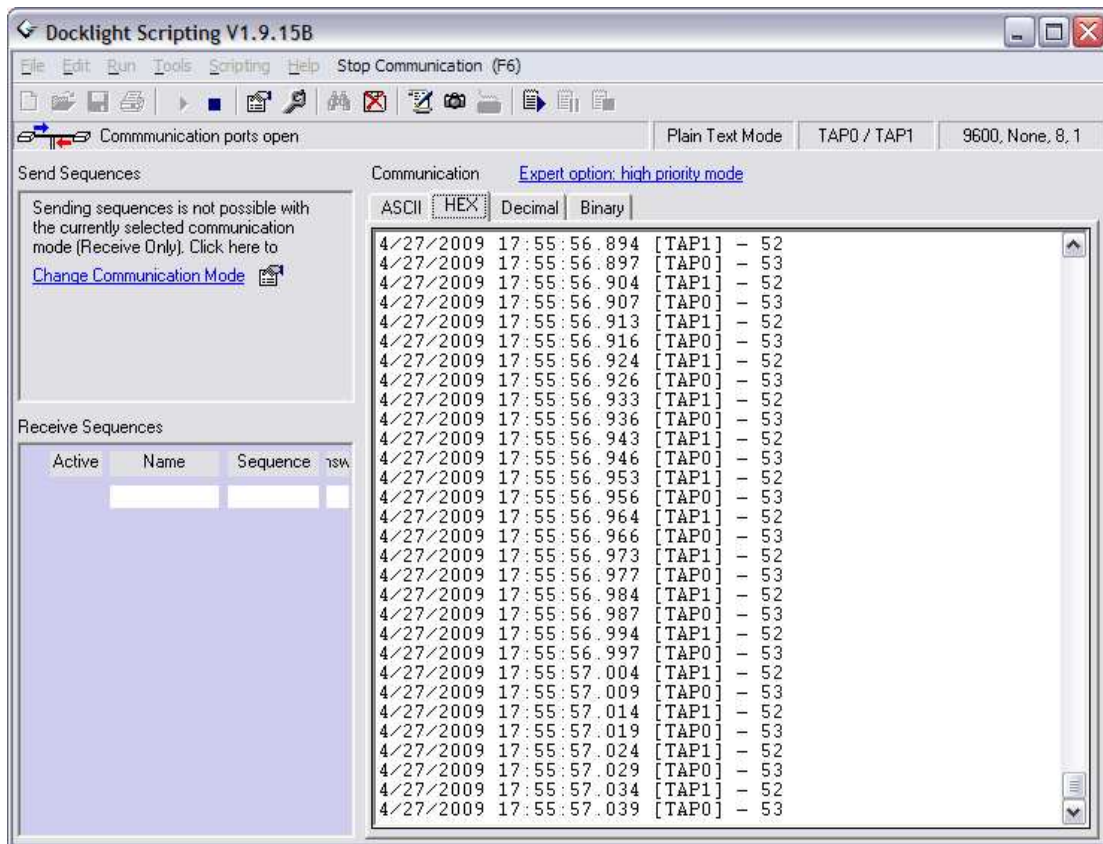 Docklight Scripting V1.9.15B
File Edit Run Tools Scripting Help Stop Communication (F6)
Commmunication ports open Plain Text Mode TAP0 / TAP1 9600, None, 8, 1
Send Sequences
Sending sequences is not possible with
the currently selected communication
mode (Receive Only). Click here to
Change Communication Mode
Receive Sequences
Active Name Sequence nsw
Communication Expert option: high priority mode
ASCII HEX Decimal Binary
4/27/2009 17:55:56.894 [TAP1] - 52
4/27/2009 17:55:56.897 [TAP0] - 53
4/27/2009 17:55:56.904 [TAP1] - 52
4/27/2009 17:55:56.907 [TAP0] - 53
4/27/2009 17:55:56.913 [TAP1] - 52
4/27/2009 17:55:56.916 [TAP0] - 53
4/27/2009 17:55:56.924 [TAP1] - 52
4/27/2009 17:55:56.926 [TAP0] - 53
4/27/2009 17:55:56.933 [TAP1] - 52
4/27/2009 17:55:56.936 [TAP0] - 53
4/27/2009 17:55:56.943 [TAP1] - 52
4/27/2009 17:55:56.946 [TAP0] - 53
4/27/2009 17:55:56.953 [TAP1] - 52
4/27/2009 17:55:56.956 [TAP0] - 53
4/27/2009 17:55:56.964 [TAP1] - 52
4/27/2009 17:55:56.966 [TAP0] - 53
4/27/2009 17:55:56.973 [TAP1] - 52
4/27/2009 17:55:56.977 [TAP0] - 53
4/27/2009 17:55:56.984 [TAP1] - 52
4/27/2009 17:55:56.987 [TAP0] - 53
4/27/2009 17:55:56.994 [TAP1] - 52
4/27/2009 17:55:56.997 [TAP0] - 53
4/27/2009 17:55:57.004 [TAP1] - 52
4/27/2009 17:55:57.009 [TAP0] - 53
4/27/2009 17:55:57.014 [TAP1] - 52
4/27/2009 17:55:57.019 [TAP0] - 53
4/27/2009 17:55:57.024 [TAP1] - 52
4/27/2009 17:55:57.029 [TAP0] - 53
4/27/2009 17:55:57.034 [TAP1] - 52
4/27/2009 17:55:57.039 [TAP0] - 53